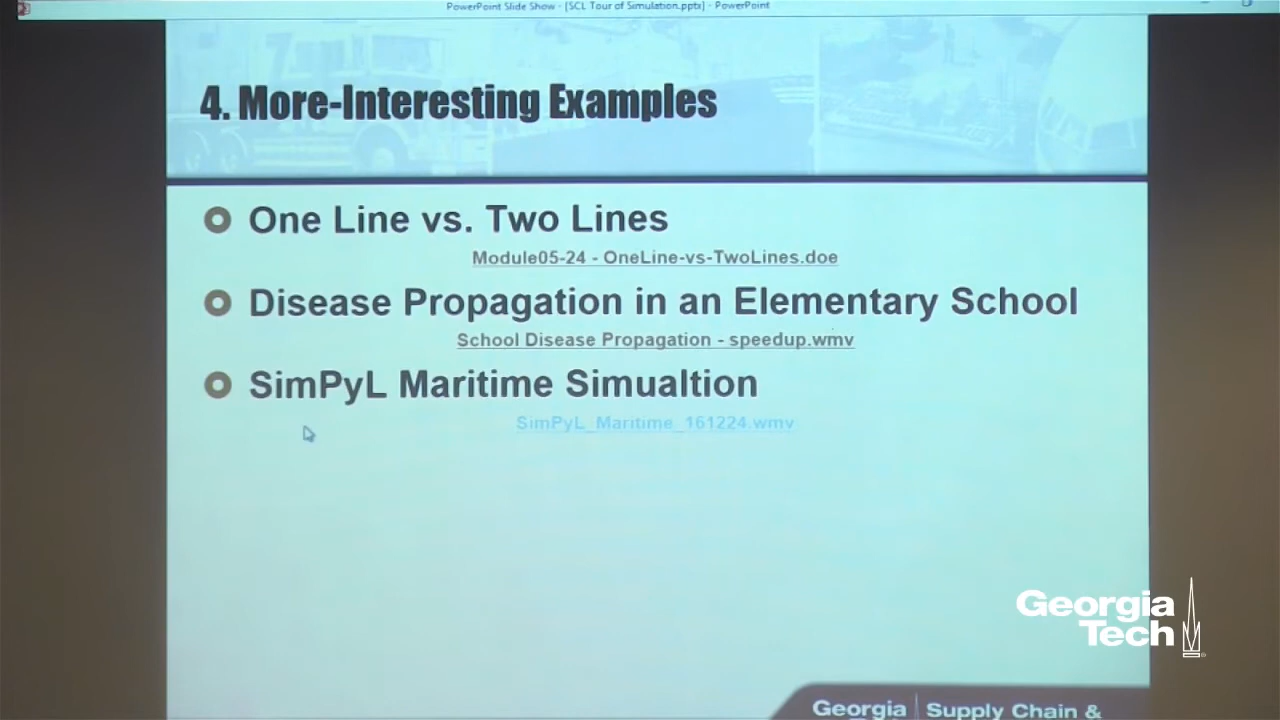 PowerPoint Slide Show - [SCL Tour of Simulation.pptx] - PowerPoint
4. More-Interesting Examples
One Line vs. Two Lines
Module05-24 - OneLine-vs-TwoLines.doe
Disease Propagation in an Elementary School
School Disease Propagation - speedup.wmv
SimPyL Maritime Simualtion
SimPyL_Maritime_161224.wmv
Georgia
Tech
Georgia | Supply Chain &